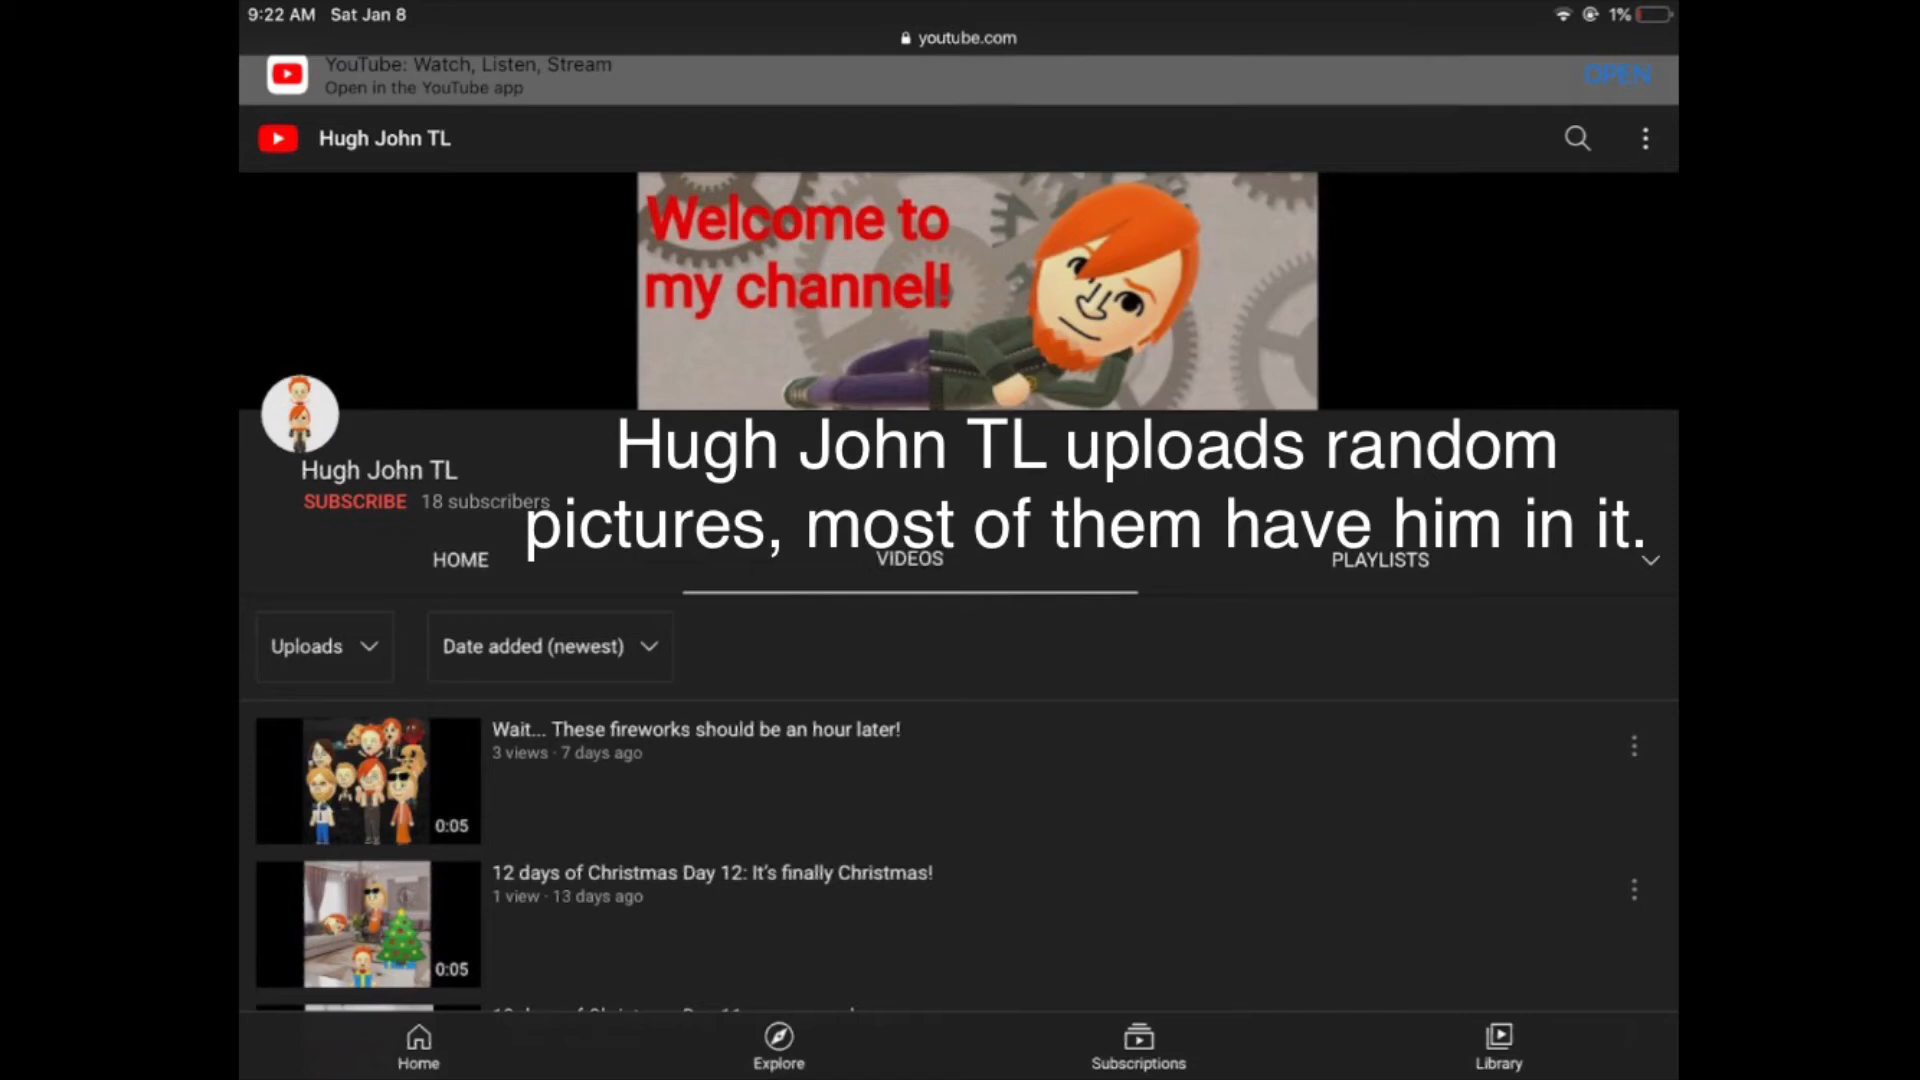 9:22 AM Sat Jan 8
1%
youtube.com
YouTube: Watch, Listen, Stream
Open in the YouTube app
OPEN
Hugh John TL
Welcome to
my channel!
Hugh John TL uploads random
pictures, most of them have him in it.
Hugh John TL
SUBSCRIBE 18 subscribers
HOME
VIDEOS
PLAYLISTS
Uploads
Date added (newest)
Wait... These fireworks should be an hour later!
3 views · 7 days ago
0:05
12 days of Christmas Day 12: It's finally Christmas!
1 view · 13 days ago
0:05
Home
Explore
Subscriptions
Library